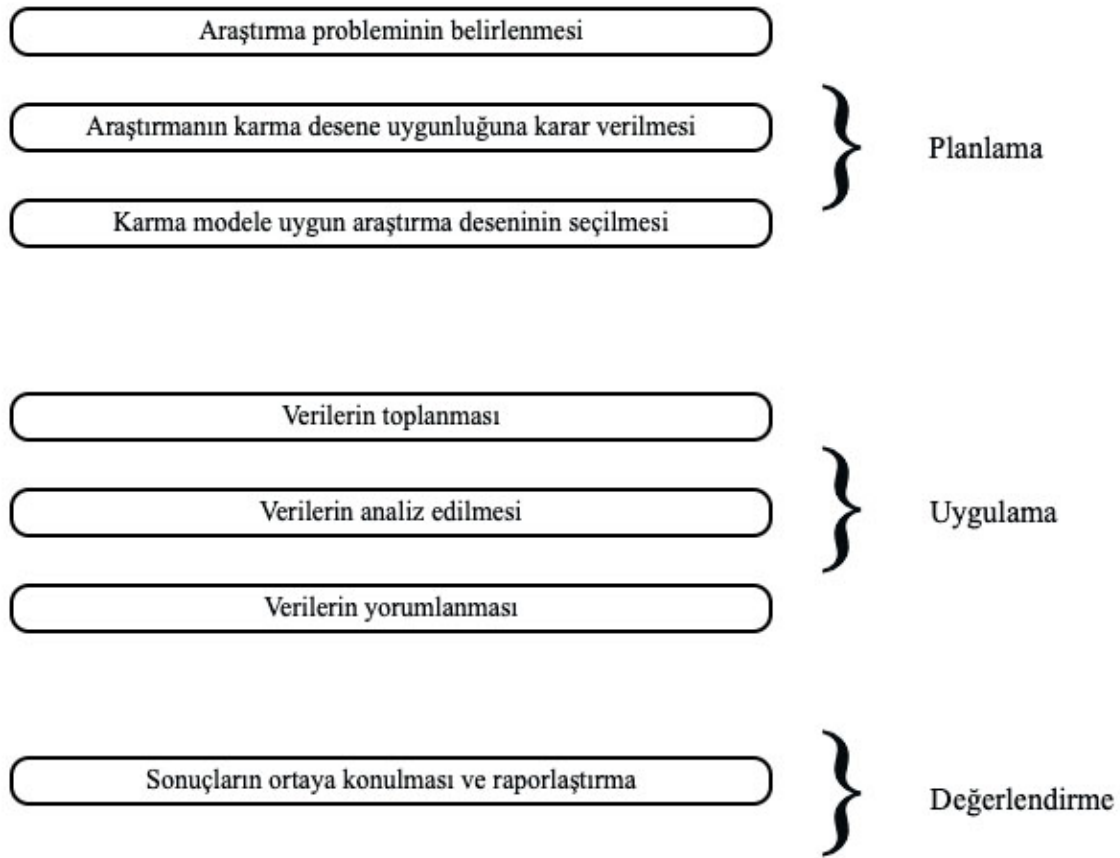 Araştırma probleminin belirlenmesi
Araştırmanın karma desene uygunluğuna karar verilmesi
Planlama
Karma modele uygun araştırma deseninin seçilmesi
Verilerin toplanması
Verilerin analiz edilmesi
Uygulama
Verilerin yorumlanması
Sonuçların ortaya konulması ve raporlaştırma
Değerlendirme